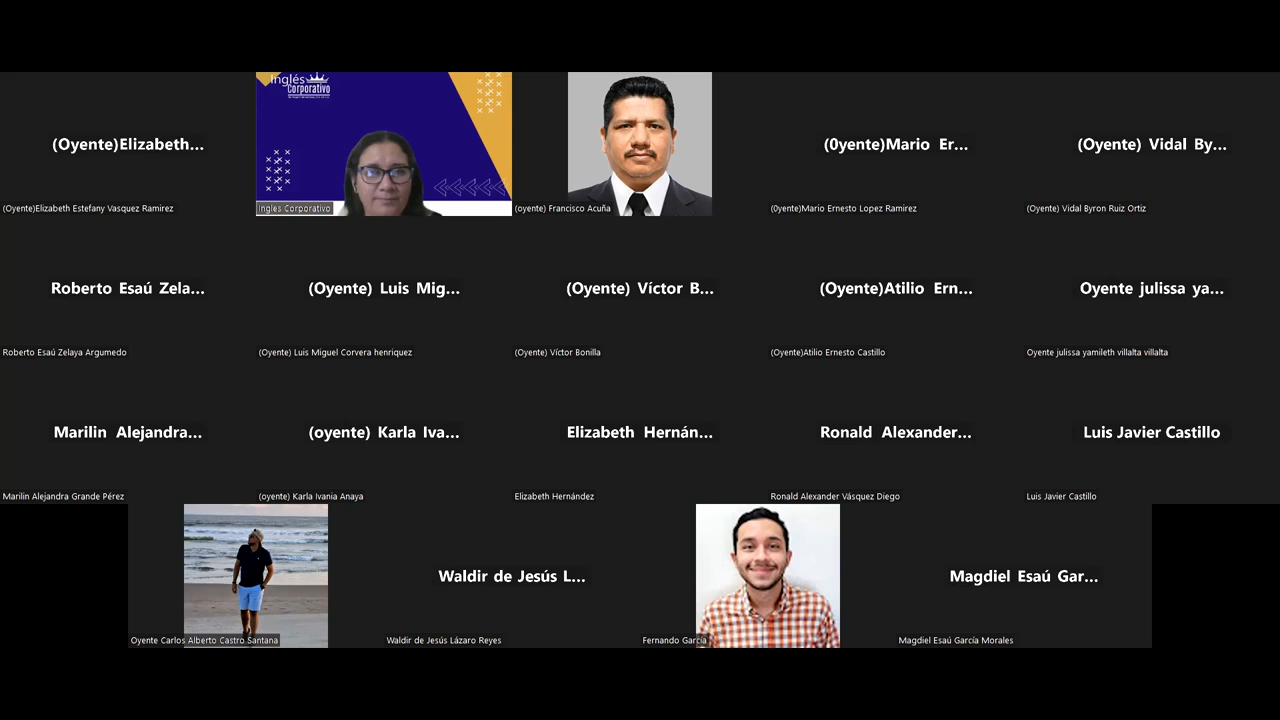 (Oyente)Elizabeth...
(Oyente)Elizabeth Estefany Vasquez Ramirez
Inglés
Corporativo
Ingles Corporativo
(oyente) Francisco Acuña
(0yente)Mario Er...
(0yente)Mario Ernesto Lopez Ramirez
(Oyente) Vidal By...
(Oyente) Vidal Byron Ruiz Ortiz
Roberto Esaú Zela...
Roberto Esaú Zelaya Argumedo
(Oyente) Luis Mig...
(Oyente) Luis Miguel Corvera henriquez
(Oyente) Víctor B...
(Oyente) Víctor Bonilla
(Oyente)Atilio Ern...
(Oyente)Atilio Ernesto Castillo
Oyente julissa ya...
Oyente julissa yamileth villalta villalta
Marilin Alejandra...
Marilin Alejandra Grande Pérez
(oyente) Karla Iva...
(oyente) Karla Ivania Anaya
Elizabeth Hernán...
Elizabeth Hernández
Ronald Alexander...
Ronald Alexander Vásquez Diego
Luis Javier Castillo
Luis Javier Castillo
Oyente Carlos Alberto Castro Santana
Waldir de Jesús L...
Waldir de Jesús Lázaro Reyes
Fernando García
Magdiel Esaú Gar...
Magdiel Esaú García Morales